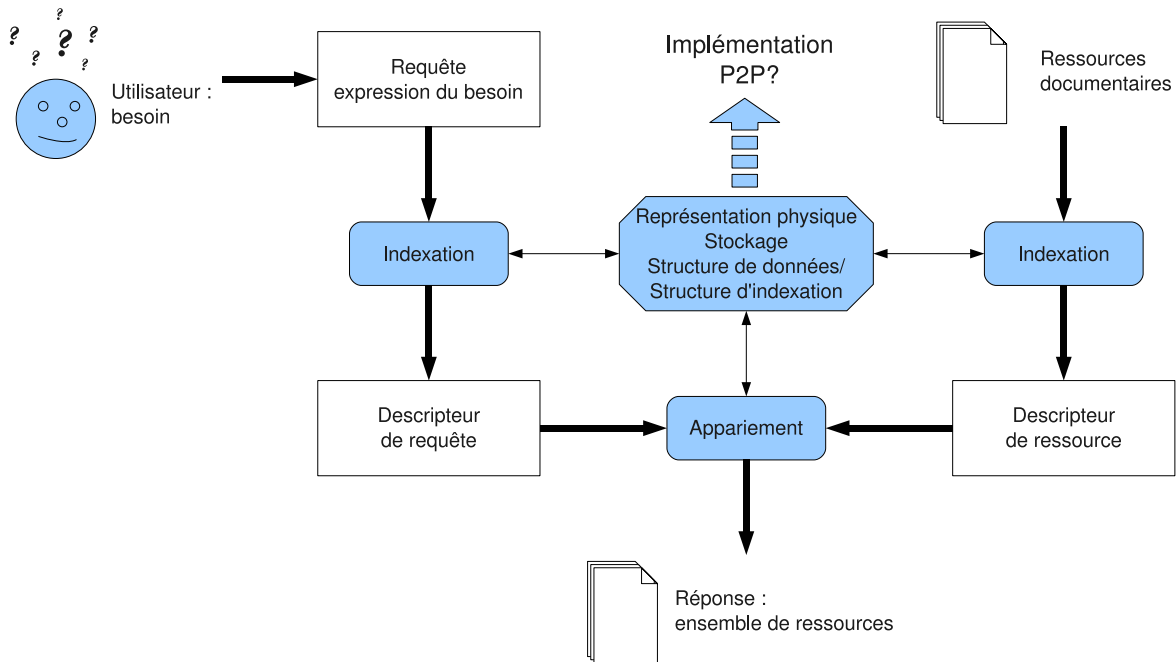 ? ? ? ? ? ?
Utilisateur :
besoin
Requête
expression du besoin
Implémentation
P2P?
Ressources
documentaires
Indexation
Représentation physique
Stockage
Structure de données/
Structure d'indexation
Indexation
Descripteur
de requête
Appariement
Descripteur
de ressource
Réponse :
ensemble de ressources